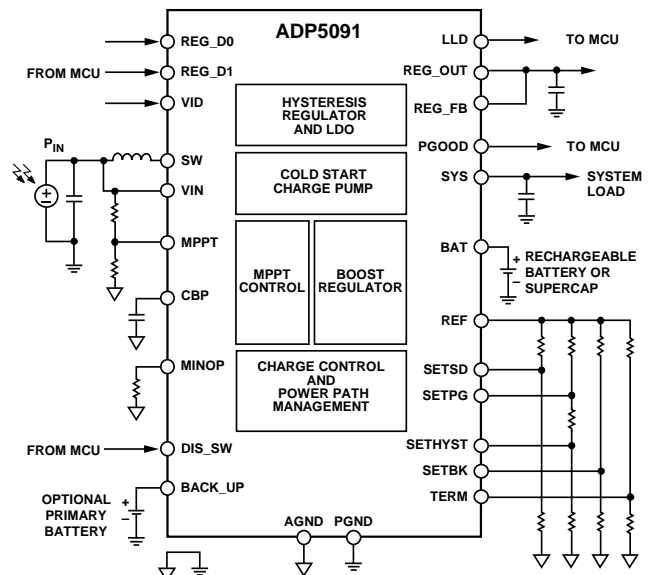 ADP5091
REG_D0
FROM MCU
REG_D1
VID
PIN
SW
VIN
MPPT
CBP
MINOP
FROM MCU
DIS_SW
BACK_UP
OPTIONAL
PRIMARY
BATTERY
+
–
HYSTERESIS
REGULATOR
AND LDO
COLD START
CHARGE PUMP
MPPT
CONTROL
BOOST
REGULATOR
CHARGE CONTROL
AND
POWER PATH
MANAGEMENT
AGND
PGND
LLD
TO MCU
REG_OUT
REG_FB
PGOOD
TO MCU
SYS
SYSTEM
LOAD
BAT
+
–
RECHARGEABLE
BATTERY OR
SUPERCAP
REF
SETSD
SETPG
SETHYST
SETBK
TERM